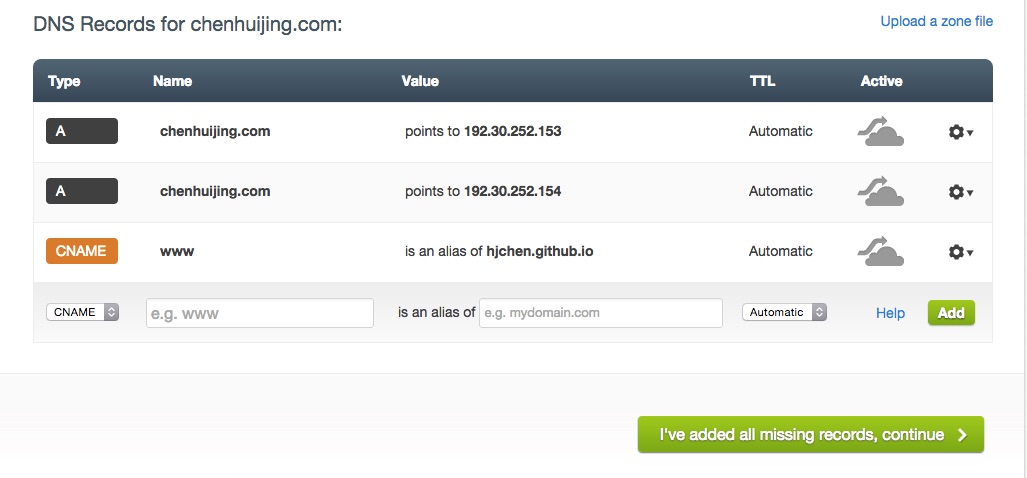 DNS Records for chenhuijing.com: Upload a zone file
Type Name Value TTL Active
A chenhuijing.com points to 192.30.252.153 Automatic
A chenhuijing.com points to 192.30.252.154 Automatic
CNAME www is an alias of hjchen.github.io Automatic
CNAME e.g. www is an alias of e.g. mydomain.com Automatic Help Add
I've added all missing records, continue